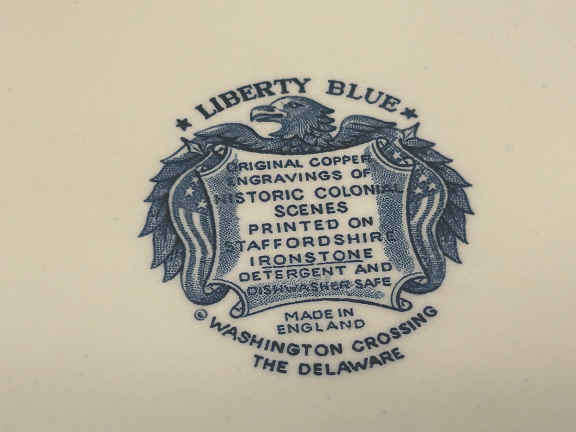 ★ LIBERTY BLUE ★
ORIGINAL COPPER
ENGRAVINGS OF
HISTORIC COLONIAL
SCENES
PRINTED ON
STAFFORDSHIRE
IRONSTONE
DETERGENT AND
DISHWASHER SAFE
MADE IN
ENGLAND
© WASHINGTON CROSSING
THE DELAWARE